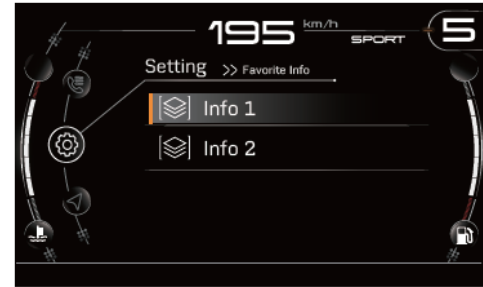 195 km/h SPORT 5
Setting >> Favorite Info
Info 1
Info 2